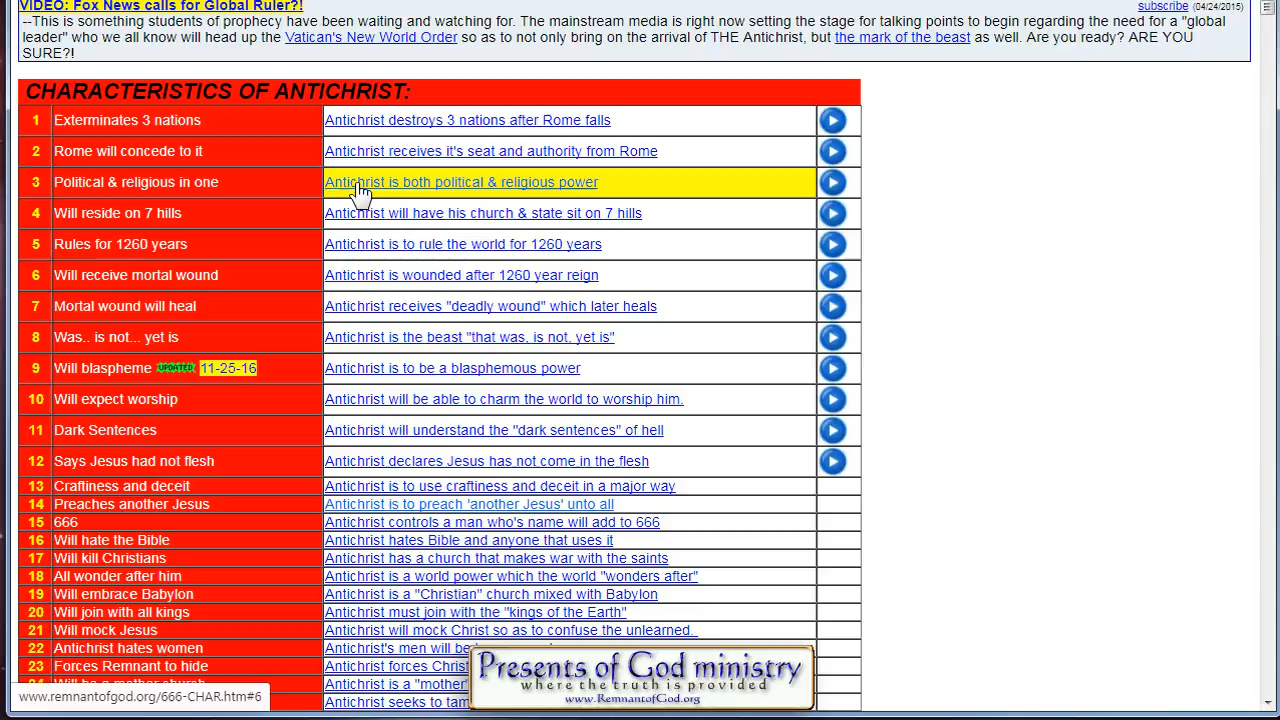 VIDEO: Fox News calls for Global Ruler?! subscribe (04/24/2015)
--This is something students of prophecy have been waiting and watching for. The mainstream media is right now setting the stage for talking points to begin regarding the need for a "global
leader" who we all know will head up the Vatican's New World Order so as to not only bring on the arrival of THE Antichrist, but the mark of the beast as well. Are you ready? ARE YOU
SURE?!
CHARACTERISTICS OF ANTICHRIST:
1 Exterminates 3 nations Antichrist destroys 3 nations after Rome falls
2 Rome will concede to it Antichrist receives it's seat and authority from Rome
3 Political & religious in one Antichrist is both political & religious power
4 Will reside on 7 hills Antichrist will have his church & state sit on 7 hills
5 Rules for 1260 years Antichrist is to rule the world for 1260 years
6 Will receive mortal wound Antichrist is wounded after 1260 year reign
7 Mortal wound will heal Antichrist receives "deadly wound" which later heals
8 Was.. is not... yet is Antichrist is the beast "that was, is not, yet is"
9 Will blaspheme UPDATED 11-25-16 Antichrist is to be a blasphemous power
10 Will expect worship Antichrist will be able to charm the world to worship him.
11 Dark Sentences Antichrist will understand the "dark sentences" of hell
12 Says Jesus had not flesh Antichrist declares Jesus has not come in the flesh
13 Craftiness and deceit Antichrist is to use craftiness and deceit in a major way
14 Preaches another Jesus Antichrist is to preach 'another Jesus' unto all
15 666 Antichrist controls a man who's name will add to 666
16 Will hate the Bible Antichrist hates Bible and anyone that uses it
17 Will kill Christians Antichrist has a church that makes war with the saints
18 All wonder after him Antichrist is a world power which the world "wonders after"
19 Will embrace Babylon Antichrist is a "Christian" church mixed with Babylon
20 Will join with all kings Antichrist must join with the "kings of the Earth"
21 Will mock Jesus Antichrist will mock Christ so as to confuse the unlearned.
22 Antichrist hates women Antichrist's men will be
23 Forces Remnant to hide Antichrist forces Christ
Antichrist is a "mother"
Antichrist seeks to
www.remnantofgod.org/666-CHAR.htm#6
Presents of God ministry
where the truth is provided
www.RemnantofGod.org